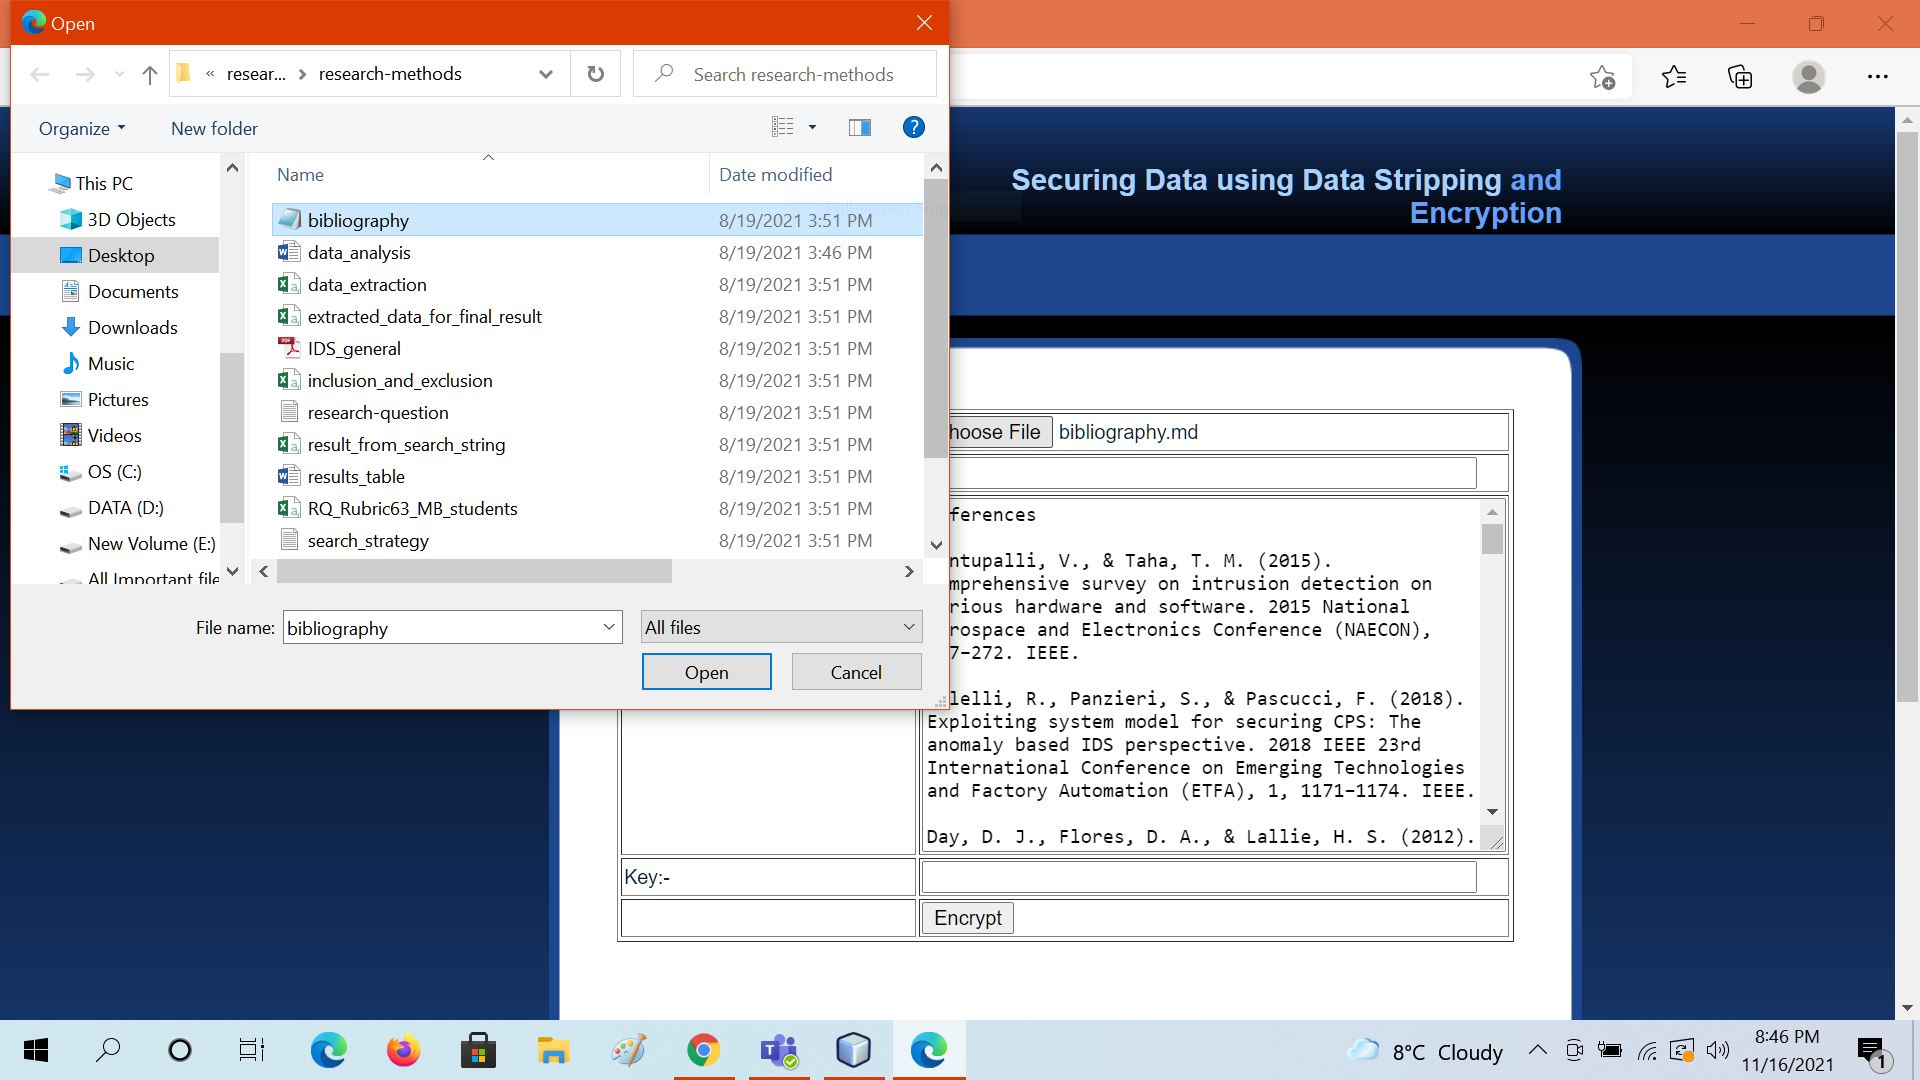 Open
« resear... > research-methods
Search research-methods
Organize
New folder
Name
Date modified
This PC
3D Objects
Desktop
Documents
Downloads
Music
Pictures
Videos
OS (C:)
DATA (D:)
New Volume (E:)
All Important file
bibliography 8/19/2021 3:51 PM
data_analysis 8/19/2021 3:46 PM
data_extraction 8/19/2021 3:51 PM
extracted_data_for_final_result 8/19/2021 3:51 PM
IDS_general 8/19/2021 3:51 PM
inclusion_and_exclusion 8/19/2021 3:51 PM
research-question 8/19/2021 3:51 PM
result_from_search_string 8/19/2021 3:51 PM
results_table 8/19/2021 3:51 PM
RQ_Rubric63_MB_students 8/19/2021 3:51 PM
search_strategy 8/19/2021 3:51 PM
File name: bibliography
All files
Open
Cancel
Securing Data using Data Stripping and
Encryption
hoose File bibliography.md
ferences
ntupalli, V., & Taha, T. M. (2015).
mprehensive survey on intrusion detection on
rious hardware and software. 2015 National
rospace and Electronics Conference (NAECON),
7–272. IEEE.
lelli, R., Panzieri, S., & Pascucci, F. (2018).
Exploiting system model for securing CPS: The
anomaly based IDS perspective. 2018 IEEE 23rd
International Conference on Emerging Technologies
and Factory Automation (ETFA), 1, 1171–1174. IEEE.
Day, D. J., Flores, D. A., & Lallie, H. S. (2012).
Key:-
Encrypt
8°C Cloudy
8:46 PM
11/16/2021
1